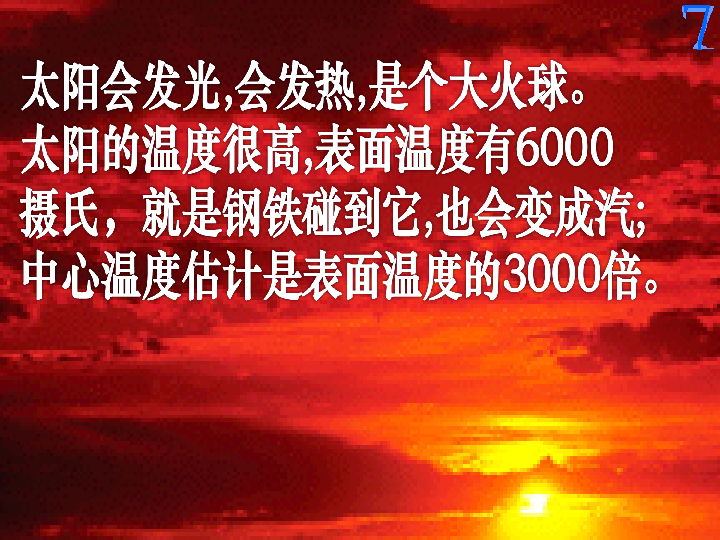 7
太阳会发光,会发热,是个大火球。
太阳的温度很高,表面温度有6000
摄氏，就是钢铁碰到它,也会变成汽;
中心温度估计是表面温度的3000倍。